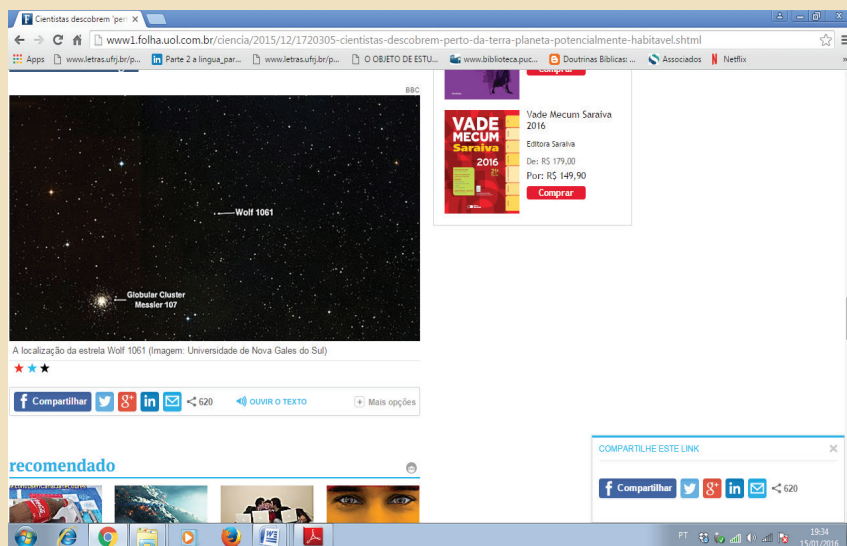 Cientistas descobrem 'per
www1.folha.uol.com.br/ciencia/2015/12/1720305-cientistas-descobrem-perto-da-terra-planeta-potencialmente-habitavel.shtml
Apps www.letras.ufrj.br/p... Parte 2 a lingua_par... www.letras.ufrj.br/p... O OBJETO DE ESTU... www.biblioteca.puc... Doutrinas Bíblicas: ... Associados Netflix
BBC
Comprar
VADE
MECUM
Saraiva
2016
Vade Mecum Saraiva
2016
Editora Saraiva
De: R$ 179,00
Por: R$ 149,90
Comprar
Wolf 1061
Globular Cluster
Messier 107
A localização da estrela Wolf 1061 (Imagem: Universidade de Nova Gales do Sul)
Compartilhar 620 OUVIR O TEXTO Mais opções
recomendado
COMPARTILHE ESTE LINK
Compartilhar 620
PT 19:34
15/01/2016